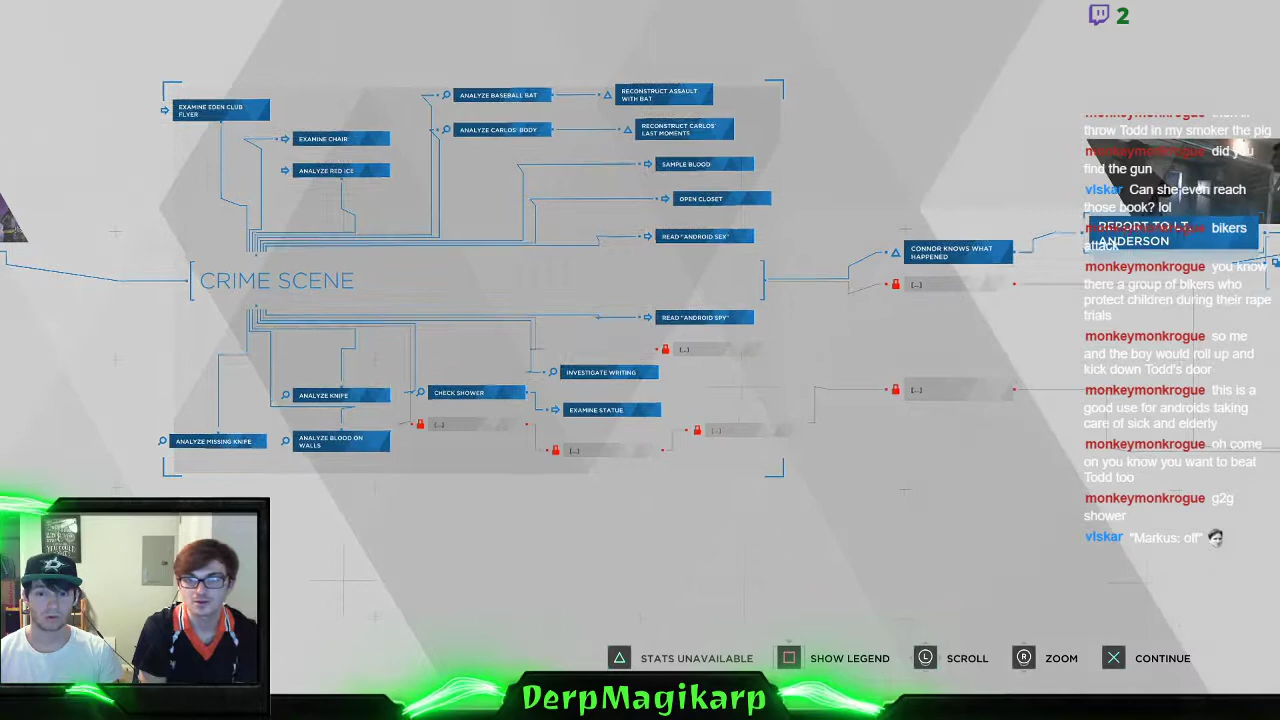 2
EXAMINE EDEN CLUB
FLYER
ANALYZE BASEBALL BAT
RECONSTRUCT ASSAULT
WITH BAT
EXAMINE CHAIR
ANALYZE CARLOS' BODY
RECONSTRUCT CARLOS'
LAST MOMENTS
ANALYZE RED ICE
SAMPLE BLOOD
OPEN CLOSET
READ "ANDROID SEX"
CRIME SCENE
CONNOR KNOWS WHAT
HAPPENED
REPORT TO LT.
ANDERSON
[...]
READ "ANDROID SPY"
[...]
INVESTIGATE WRITING
[...]
ANALYZE KNIFE
CHECK SHOWER
EXAMINE STATUE
[...]
[...]
ANALYZE MISSING KNIFE
ANALYZE BLOOD ON
WALLS
[...]
monkeymonkrogue
throw Todd in my smoker the pig
monkeymonkrogue did you
find the gun
vlskar Can she even reach
those book? lol
monkeymonkrogue bikers
attack
monkeymonkrogue you know
there a group of bikers who
protect children during their rape
trials
monkeymonkrogue so me
and the boy would roll up and
kick down Todd's door
monkeymonkrogue this is a
good use for androids taking
care of sick and elderly
monkeymonkrogue oh come
on you know you want to beat
Todd too
monkeymonkrogue g2g
shower
vlskar "Markus: off"
STATS UNAVAILABLE
SHOW LEGEND
L SCROLL
R ZOOM
CONTINUE
DerpMagikarp